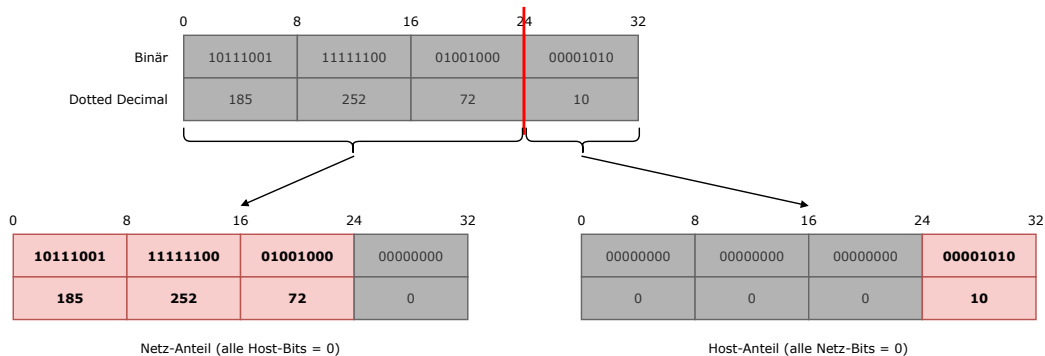 0 8 16 24 32
Binär 10111001 11111100 01001000 00001010
Dotted Decimal 185 252 72 10
0 8 16 24 32
10111001 11111100 01001000 00000000
185 252 72 0
Netz-Anteil (alle Host-Bits = 0)
0 8 16 24 32
00000000 00000000 00000000 00001010
0 0 0 10
Host-Anteil (alle Netz-Bits = 0)